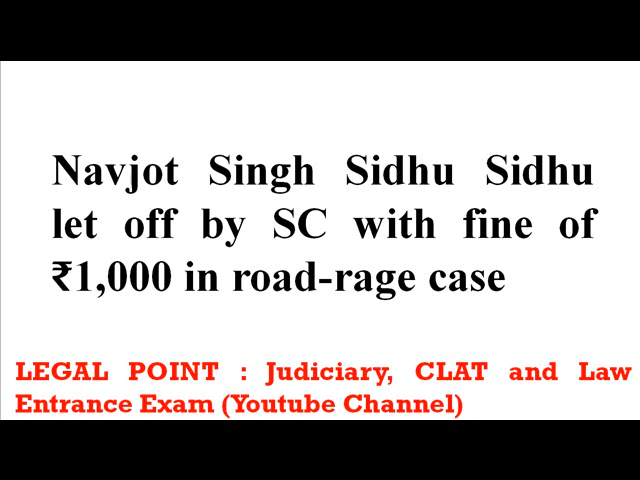 Navjot Singh Sidhu Sidhu
let off by SC with fine of
₹1,000 in road-rage case
LEGAL POINT : Judiciary, CLAT and Law
Entrance Exam (Youtube Channel)